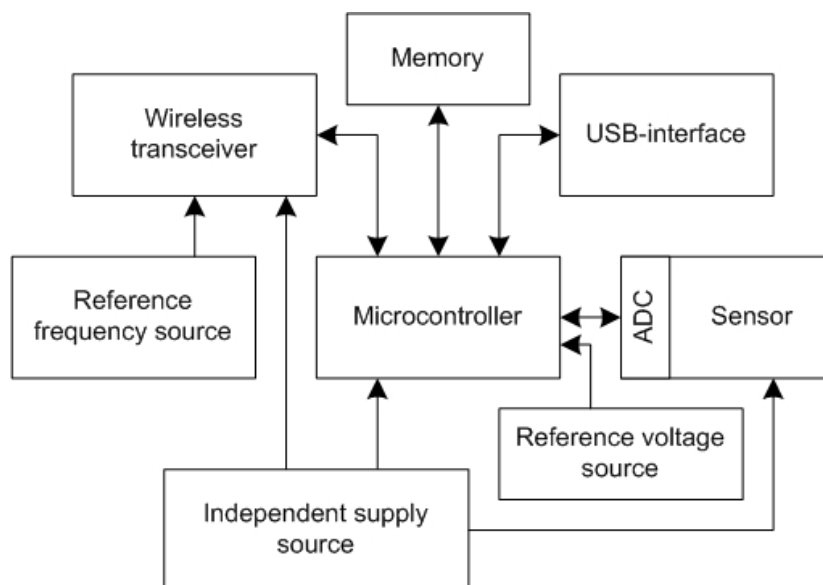 Memory
Wireless
transceiver
USB-interface
Reference
frequency source
Microcontroller
ADC
Sensor
Reference voltage
source
Independent supply
source